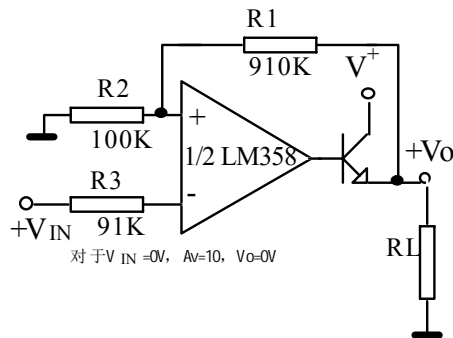 R1
910K
V+
R2
100K
+
1/2 LM358
+Vo
R3
-
+VIN
91K
RL
对于V IN =0V，Av=10，Vo=0V